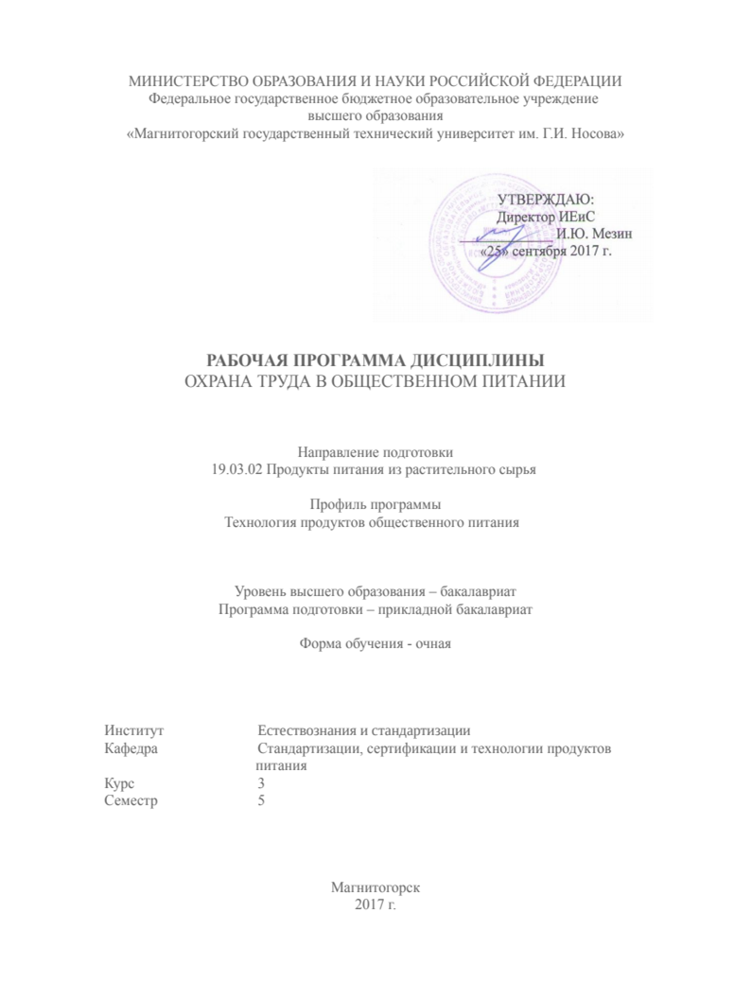 МИНИСТЕРСТВО ОБРАЗОВАНИЯ И НАУКИ РОССИЙСКОЙ ФЕДЕРАЦИИ
Федеральное государственное бюджетное образовательное учреждение
высшего образования
«Магнитогорский государственный технический университет им. Г.И. Носова»
УТВЕРЖДАЮ:
Директор ИЕиС
И.Ю. Мезин
«25» сентября 2017 г.
РАБОЧАЯ ПРОГРАММА ДИСЦИПЛИНЫ
ОХРАНА ТРУДА В ОБЩЕСТВЕННОМ ПИТАНИИ
Направление подготовки
19.03.02 Продукты питания из растительного сырья
Профиль программы
Технология продуктов общественного питания
Уровень высшего образования – бакалавриат
Программа подготовки – прикладной бакалавриат
Форма обучения - очная
Институт Естествознания и стандартизации
Кафедра Стандартизации, сертификации и технологии продуктов
питания
Курс 3
Семестр 5
Магнитогорск
2017 г.